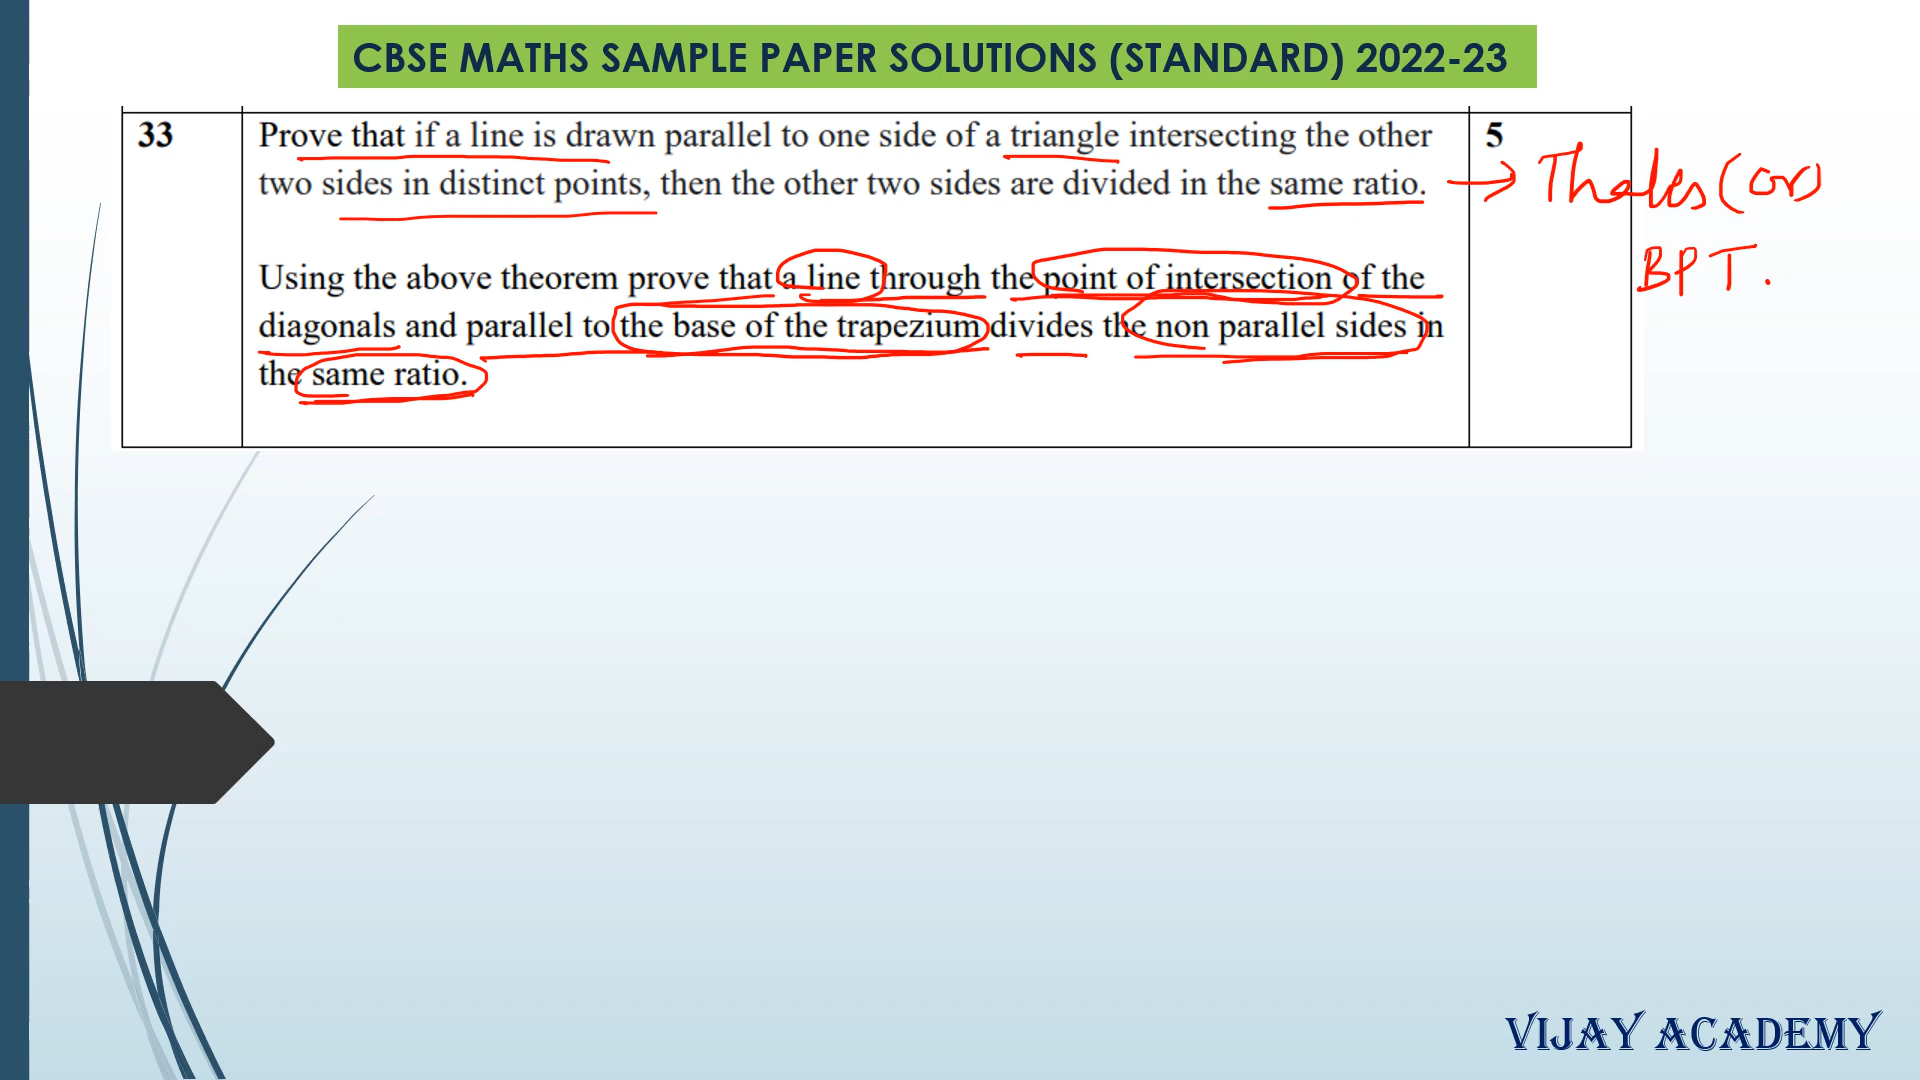 CBSE MATHS SAMPLE PAPER SOLUTIONS (STANDARD) 2022-23
33
Prove that if a line is drawn parallel to one side of a triangle intersecting the other
two sides in distinct points, then the other two sides are divided in the same ratio.
5
Thales (or)
BPT.
Using the above theorem prove that a line through the point of intersection of the
diagonals and parallel to the base of the trapezium divides the non parallel sides in
the same ratio.
VIJAY ACADEMY